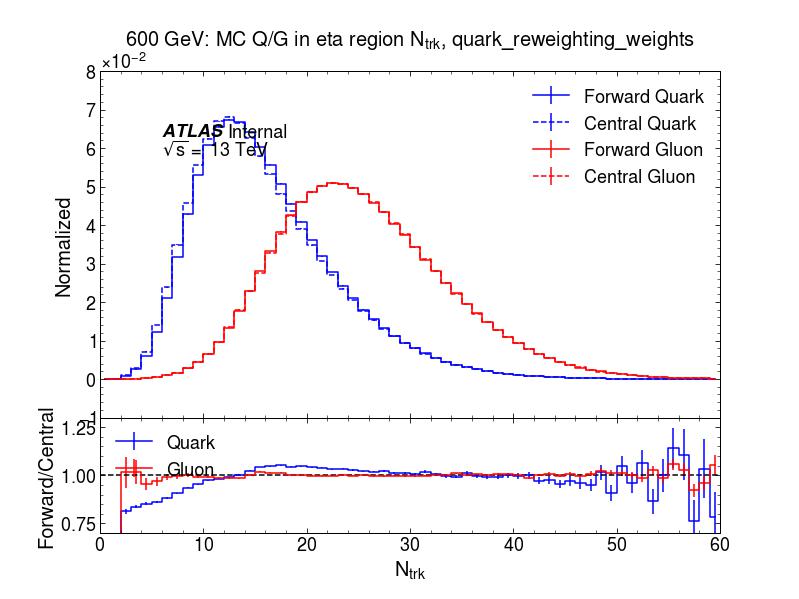 600 GeV: MC Q/G in eta region N_trk, quark_reweighting_weights
×10⁻²
8
7
6
5
4
3
2
1
0
−1
Normalized
ATLAS Internal
√s = 13 TeV
Forward Quark
Central Quark
Forward Gluon
Central Gluon
1.25
1.00
0.75
Forward/Central
Quark
Gluon
0 10 20 30 40 50 60
N_trk